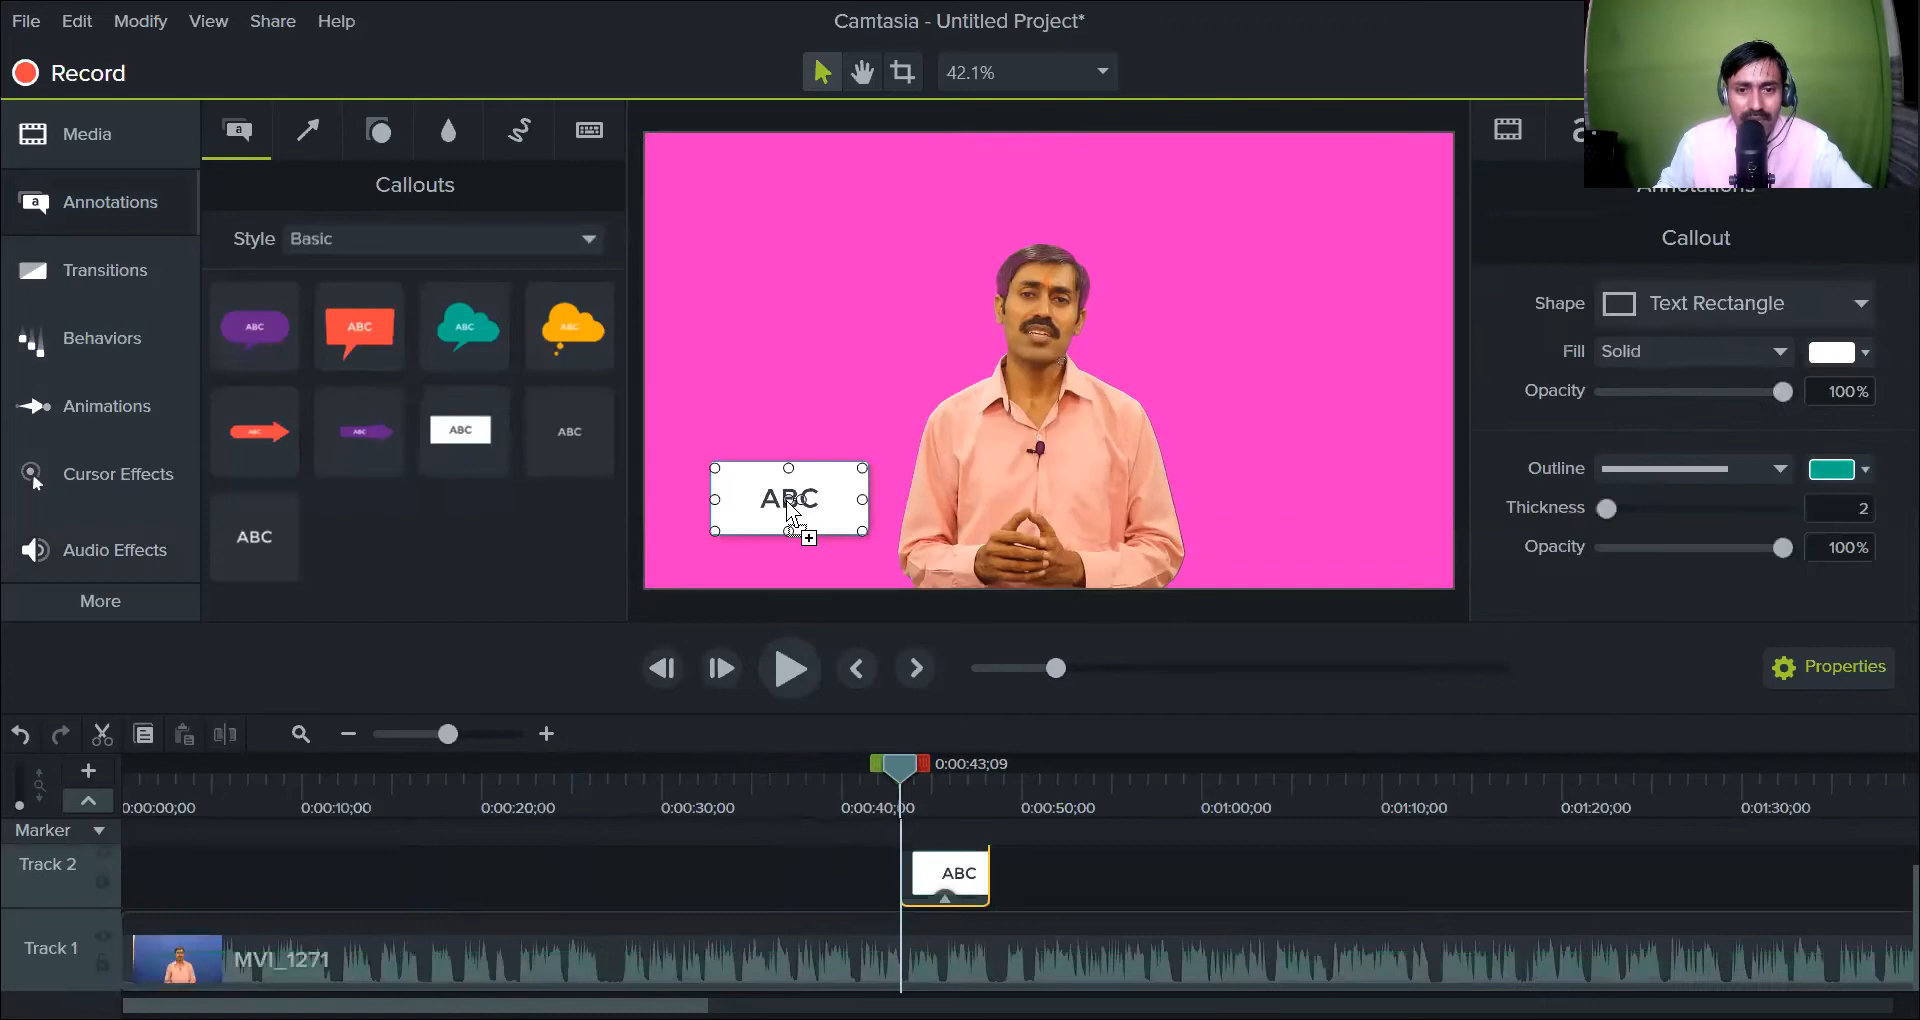 File Edit Modify View Share Help
Camtasia - Untitled Project*
Record
42.1%
Media
Annotations
Transitions
Behaviors
Animations
Cursor Effects
Audio Effects
More
Callouts
Style Basic
ABC
ABC
ABC
ABC
ABC
ABC
ABC
ABC
ABC
ABC
Annotations
Callout
Shape Text Rectangle
Fill Solid
Opacity 100%
Outline
Thickness 2
Opacity 100%
Properties
0:00:43;09
0:00:00;00 0:00:10;00 0:00:20;00 0:00:30;00 0:00:40;00 0:00:50;00 0:01:00;00 0:01:10;00 0:01:20;00 0:01:30;00
Marker
Track 2
ABC
Track 1
MVI_1271